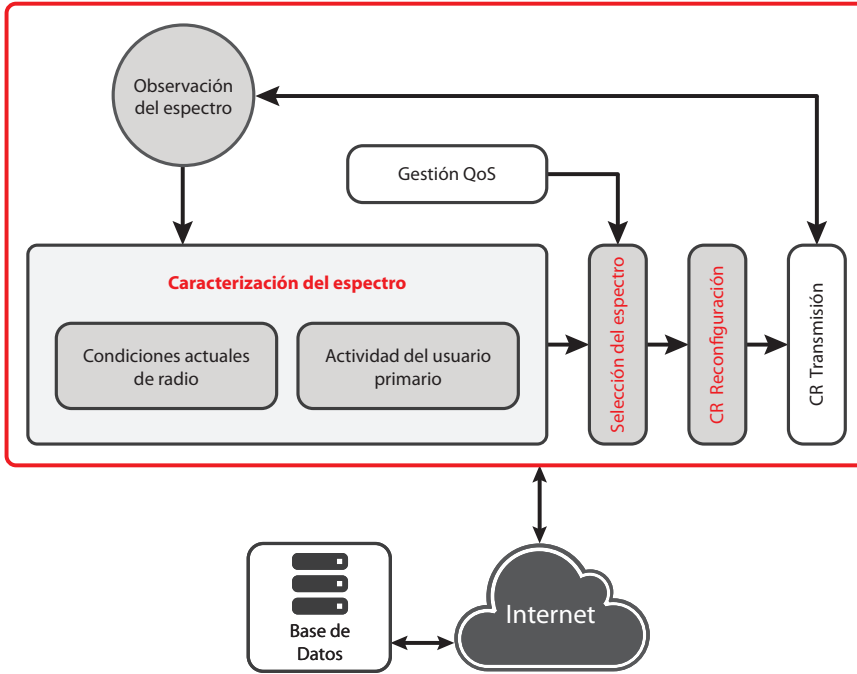 Observación
del espectro
Gestión QoS
Caracterización del espectro
Condiciones actuales
de radio
Actividad del usuario
primario
Selección del espectro
CR Reconfiguración
CR Transmisión
Base de
Datos
Internet